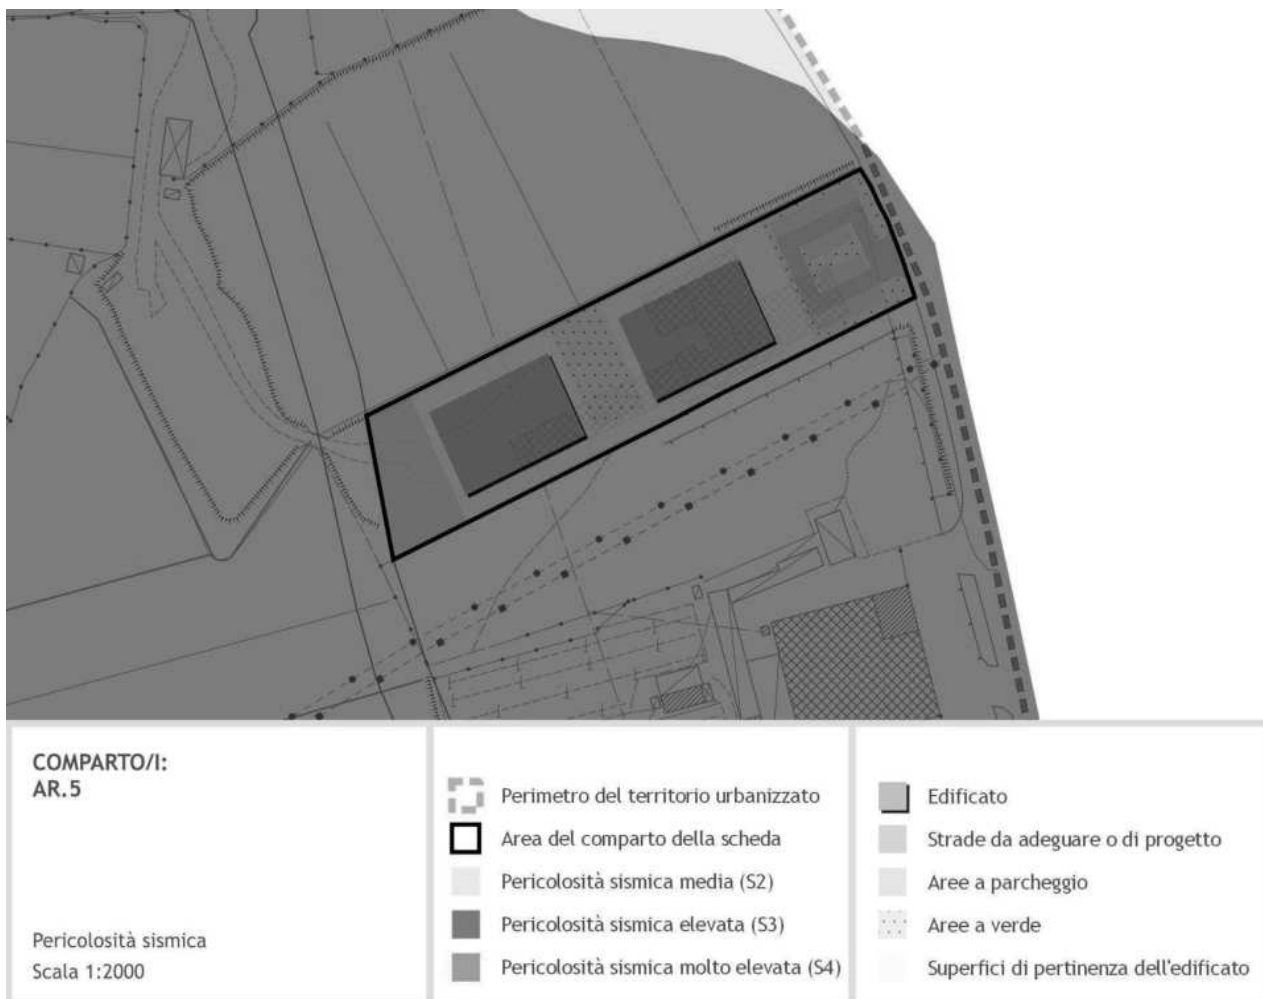 COMPARTO/I:
AR.5
Pericolosità sismica
Scala 1:2000
Perimetro del territorio urbanizzato
Area del comparto della scheda
Pericolosità sismica media (S2)
Pericolosità sismica elevata (S3)
Pericolosità sismica molto elevata (S4)
Edificato
Strade da adeguare o di progetto
Aree a parcheggio
Aree a verde
Superfici di pertinenza dell'edificato